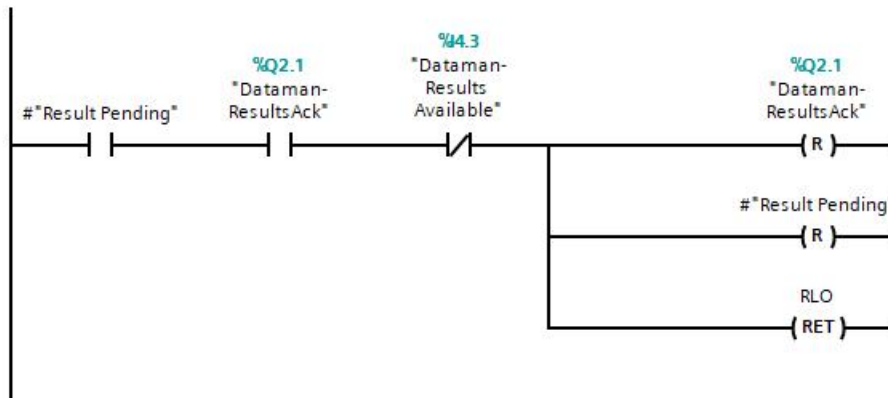 %I4.3
%Q2.1
"Dataman-
%Q2.1
"Dataman-
Results
"Dataman-
#"Result Pending"
ResultsAck"
Available"
ResultsAck"
( R )
#"Result Pending
( R )
RLO
( RET )